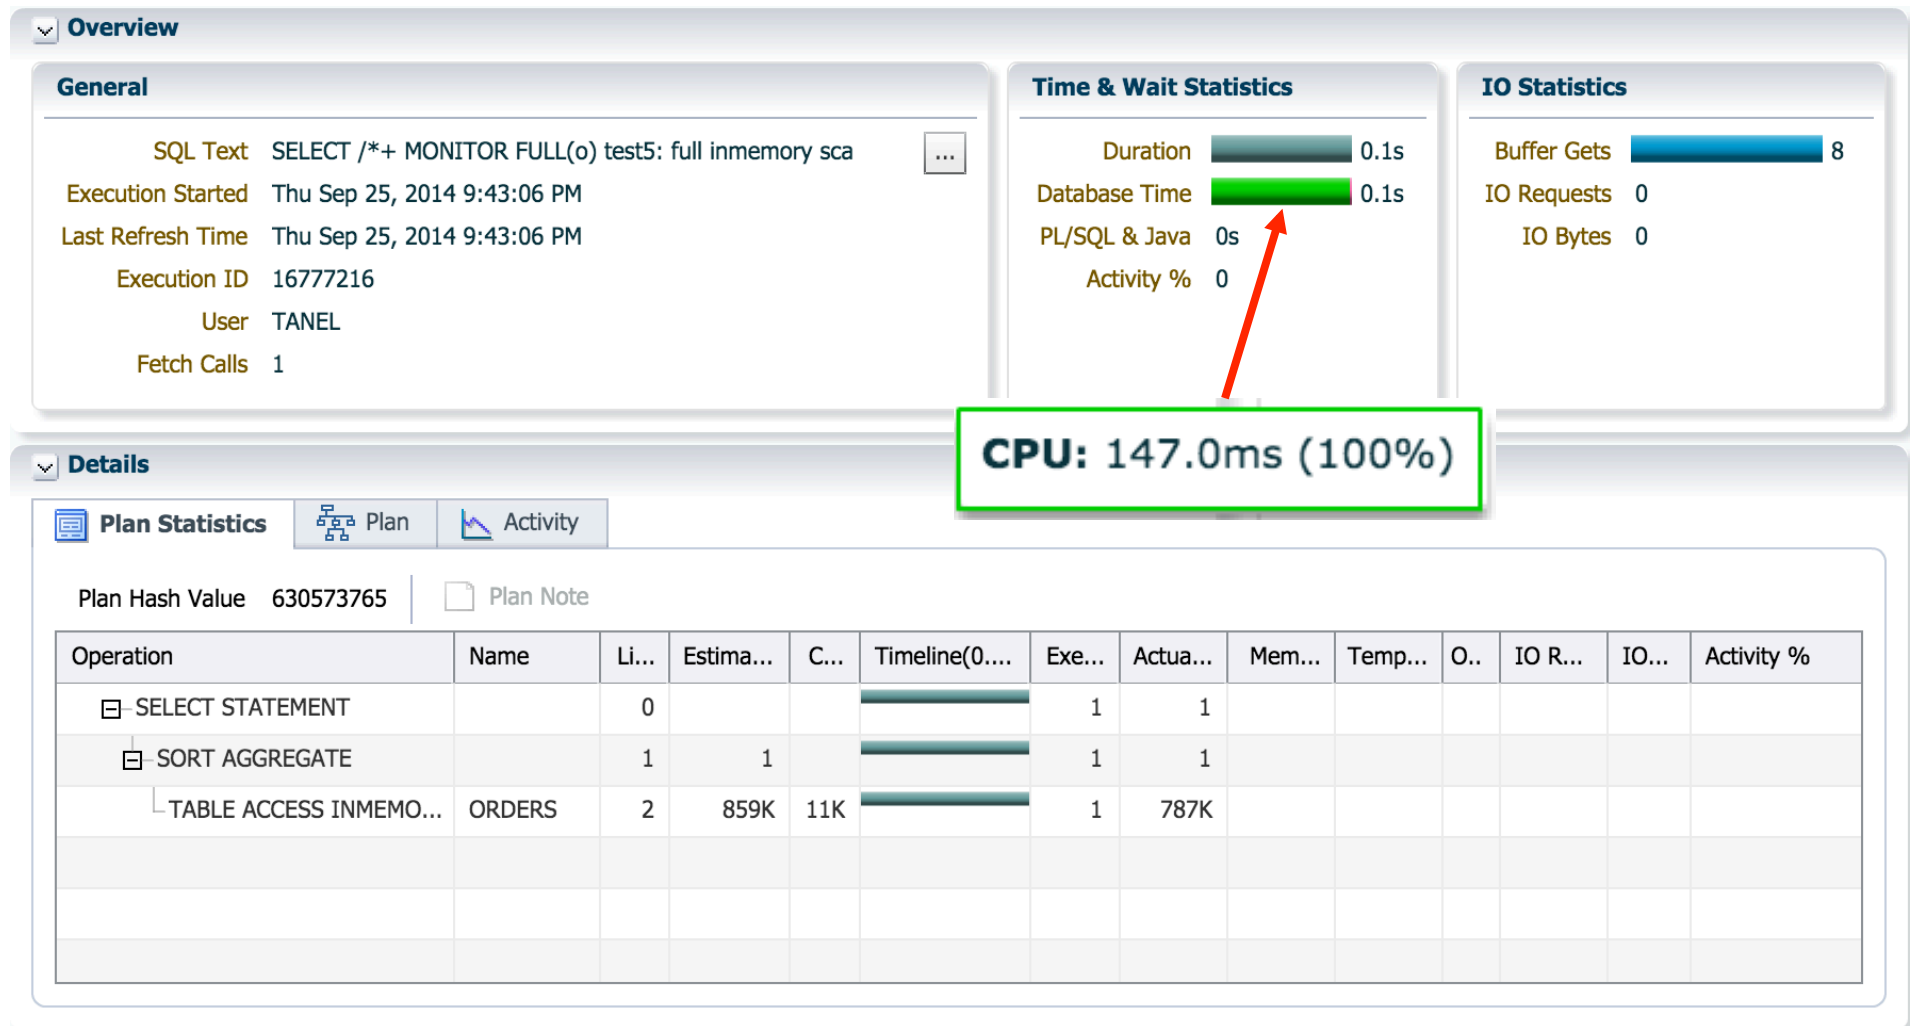 Overview
General
SQL Text SELECT /*+ MONITOR FULL(o) test5: full inmemory sca ...
Execution Started Thu Sep 25, 2014 9:43:06 PM
Last Refresh Time Thu Sep 25, 2014 9:43:06 PM
Execution ID 16777216
User TANEL
Fetch Calls 1
Time & Wait Statistics
Duration 0.1s
Database Time 0.1s
PL/SQL & Java 0s
Activity % 0
IO Statistics
Buffer Gets 8
IO Requests 0
IO Bytes 0
CPU: 147.0ms (100%)
Details
Plan Statistics Plan Activity
Plan Hash Value 630573765 Plan Note
Operation Name Li... Estima... C... Timeline(0.... Exe... Actua... Mem... Temp... O.. IO R... IO... Activity %
SELECT STATEMENT 0 1 1
SORT AGGREGATE 1 1 1 1
TABLE ACCESS INMEMO... ORDERS 2 859K 11K 1 787K